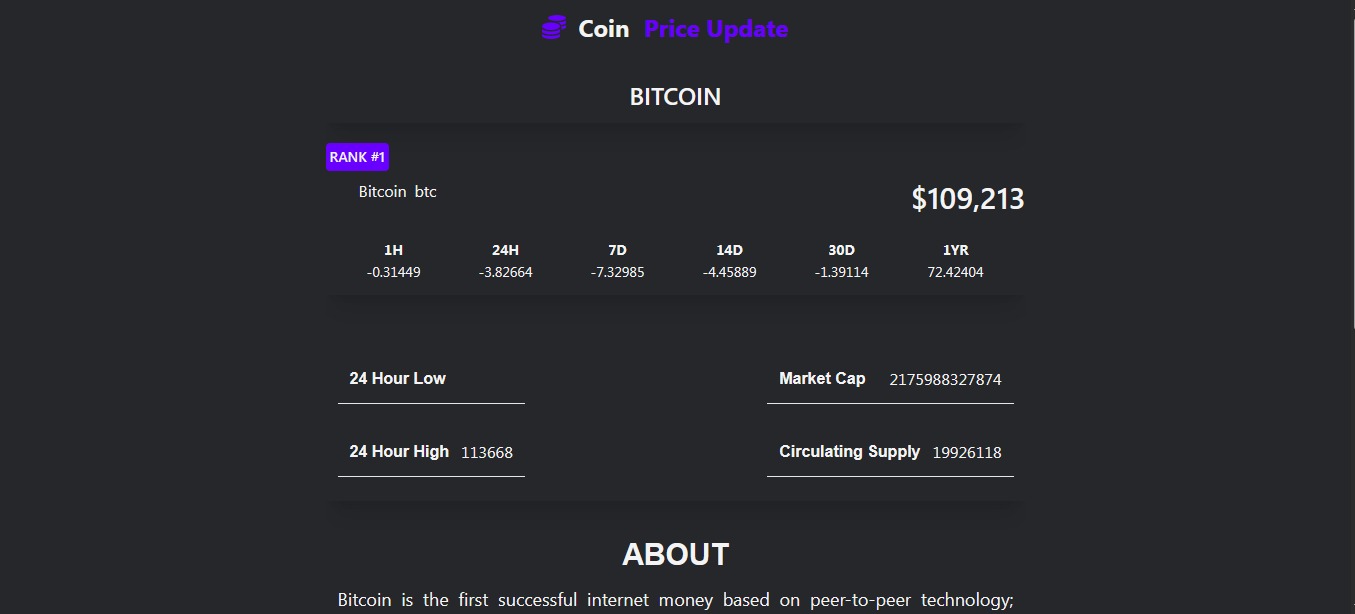 Coin Price Update
BITCOIN
RANK #1
Bitcoin btc
$109,213
1H 24H 7D 14D 30D 1YR
-0.31449 -3.82664 -7.32985 -4.45889 -1.39114 72.42404
24 Hour Low
Market Cap 2175988327874
24 Hour High 113668
Circulating Supply 19926118
ABOUT
Bitcoin is the first successful internet money based on peer-to-peer technology;